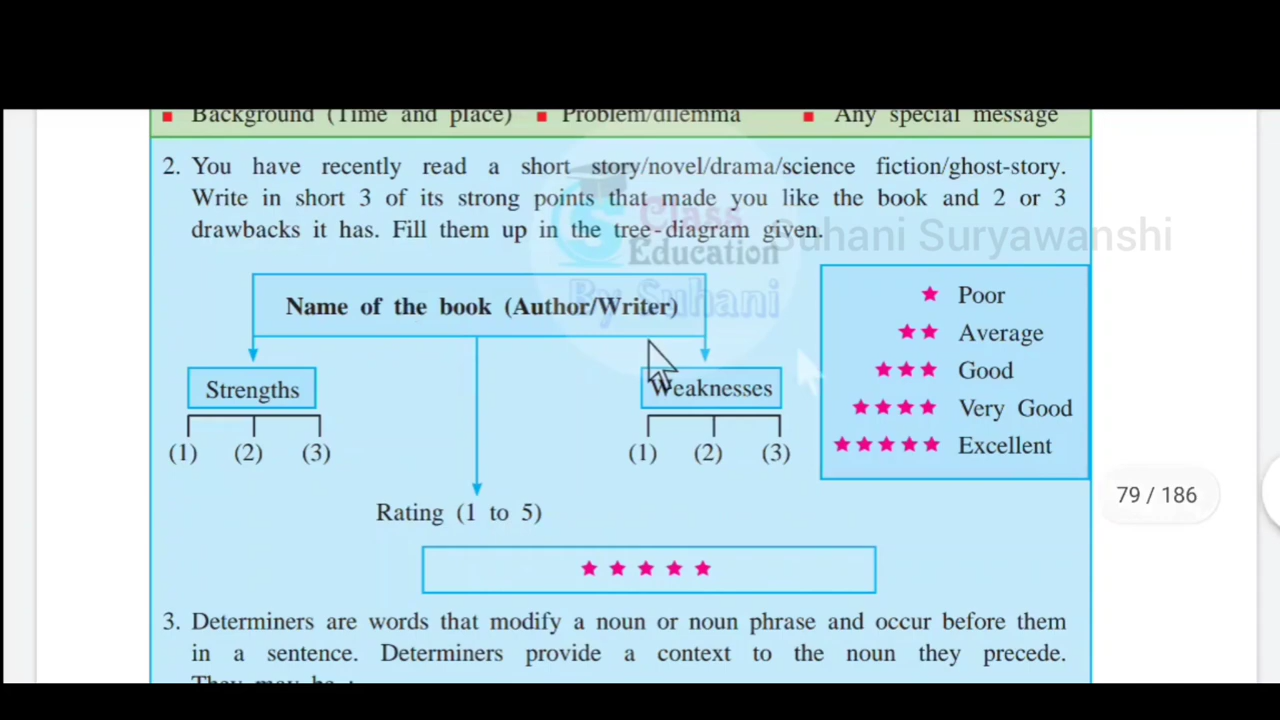 Background (Time and place) Problem/dilemma Any special message
2. You have recently read a short story/novel/drama/science fiction/ghost-story.
Write in short 3 of its strong points that made you like the book and 2 or 3
drawbacks it has. Fill them up in the tree-diagram given.
Class
Education
By Suhani
Suhani Suryawanshi
Name of the book (Author/Writer)
Strengths
(1) (2) (3)
Weaknesses
(1) (2) (3)
Rating (1 to 5)
★★★★★
★ Poor
★★ Average
★★★ Good
★★★★ Very Good
★★★★★ Excellent
79 / 186
3. Determiners are words that modify a noun or noun phrase and occur before them
in a sentence. Determiners provide a context to the noun they precede.
They may be :